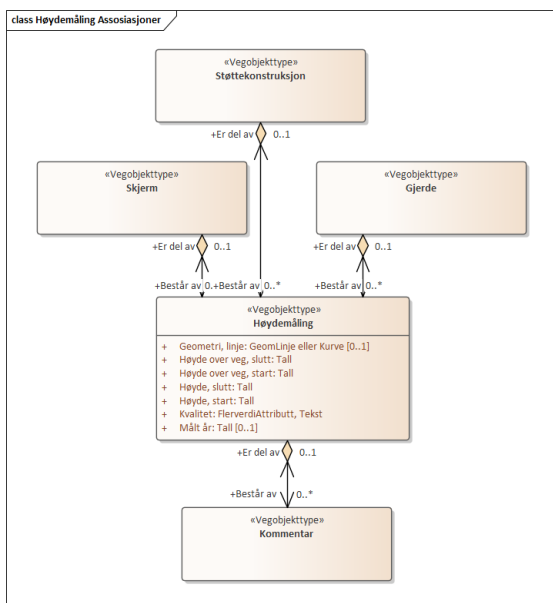 class Høydemåling Assosiasjoner
«Vegobjekttype»
Støttekonstruksjon
+Er del av 0..1
«Vegobjekttype»
Skjerm
«Vegobjekttype»
Gjerde
+Er del av 0..1
+Er del av 0..1
+Består av 0..+Består av 0..*
+Består av 0..*
«Vegobjekttype»
Høydemåling
+ Geometri, linje: GeomLinje eller Kurve [0..1]
+ Høyde over veg, slutt: Tall
+ Høyde over veg, start: Tall
+ Høyde, slutt: Tall
+ Høyde, start: Tall
+ Kvalitet: FlerverdiAttributt, Tekst
+ Målt år: Tall [0..1]
+Er del av 0..1
+Består av 0..*
«Vegobjekttype»
Kommentar